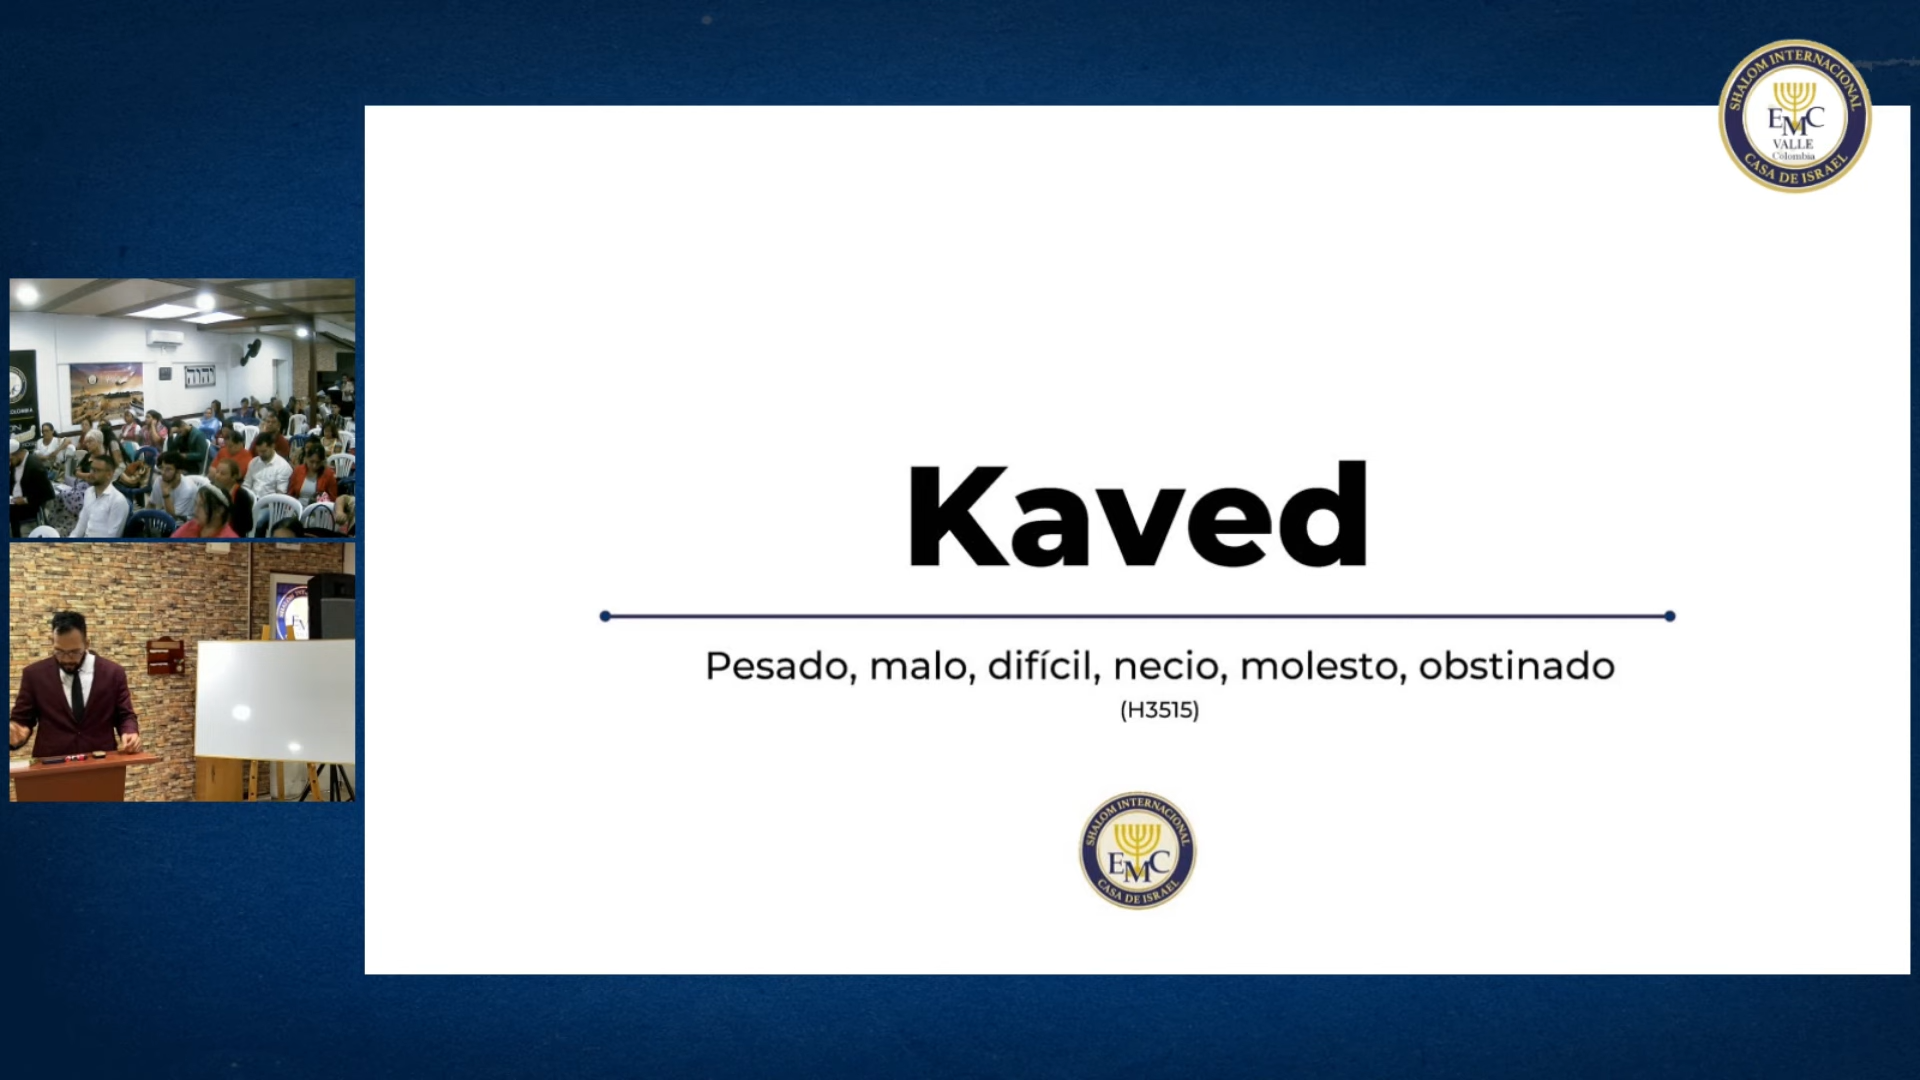 SHALOM INTERNACIONAL
EMC
VALLE
Colombia
CASA DE ISRAEL
יהוה
Kaved
Pesado, malo, difícil, necio, molesto, obstinado
(H3515)
SHALOM INTERNACIONAL
EMC
CASA DE ISRAEL